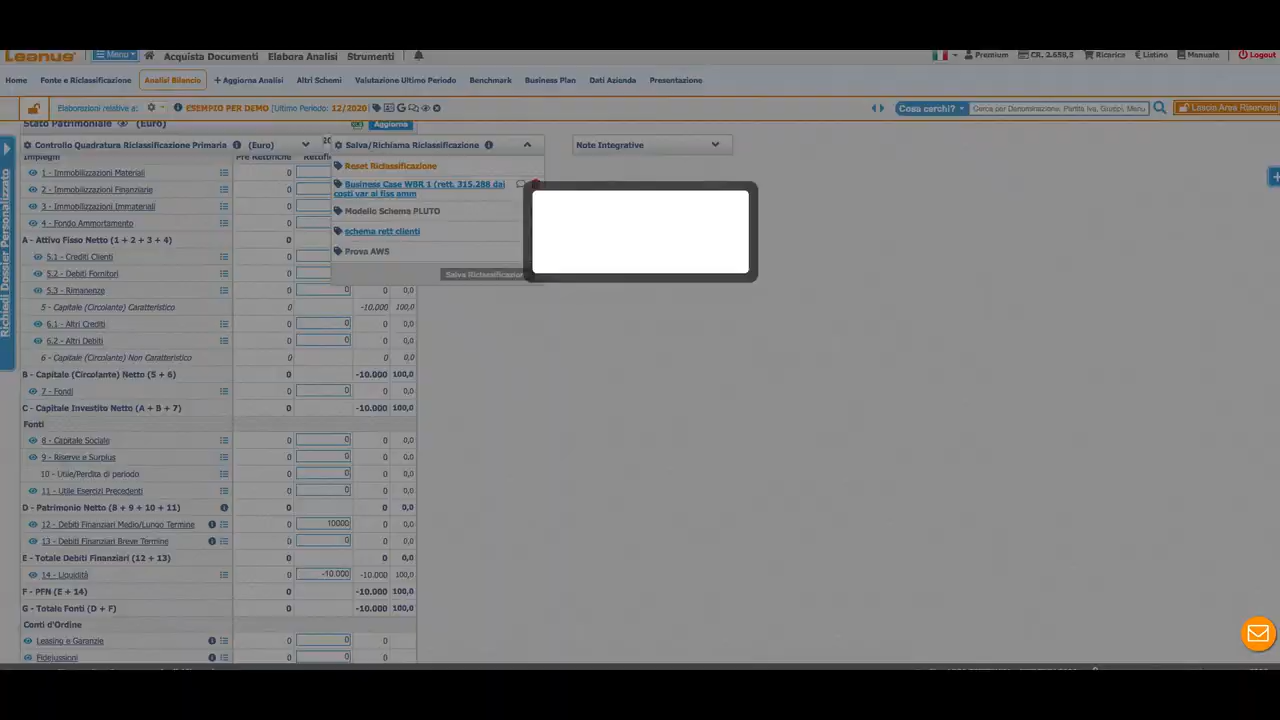 Leanus
Menu Acquista Documenti Elabora Analisi Strumenti Premium CR. 2.658,8 Ricarica Listino Manuale Logout
Home Fonte e Riclassificazione Analisi Bilancio + Aggiorna Analisi Altri Schemi Valutazione Ultimo Periodo Benchmark Business Plan Dati Azienda Presentazione
Elaborazioni relative a: ESEMPIO PER DEMO [Ultimo Periodo: 12/2020] Cosa cerchi? Cerca per Denominazione, Partita Iva, Gruppi, Menu Lascia Area Riservata
Stato Patrimoniale (Euro) Aggiorna
Controllo Quadratura Riclassificazione Primaria (Euro) Salva/Richiama Riclassificazione Note Integrative
Impieghi Pre Rettifiche
Richiedi Dossier Personalizzato
1 - Immobilizzazioni Materiali 0
2 - Immobilizzazioni Finanziarie 0
3 - Immobilizzazioni Immateriali 0
4 - Fondo Ammortamento 0
A - Attivo Fisso Netto (1 + 2 + 3 + 4) 0
5.1 - Crediti Clienti 0
5.2 - Debiti Fornitori 0
5.3 - Rimanenze 0 0 0 0,0
5 - Capitale (Circolante) Caratteristico 0 -10.000 100,0
6.1 - Altri Crediti 0 0 0 0,0
6.2 - Altri Debiti 0 0 0 0,0
6 - Capitale (Circolante) Non Caratteristico 0 0 0,0
B - Capitale (Circolante) Netto (5 + 6) 0 -10.000 100,0
7 - Fondi 0 0 0 0,0
C - Capitale Investito Netto (A + B + 7) 0 -10.000 100,0
Fonti
8 - Capitale Sociale 0 0 0 0,0
9 - Riserve e Surplus 0 0 0 0,0
10 - Utile/Perdita di periodo 0 0 0 0,0
11 - Utile Esercizi Precedenti 0 0 0 0,0
D - Patrimonio Netto (8 + 9 + 10 + 11) 0 0 0,0
12 - Debiti Finanziari Medio/Lungo Termine 0 10000 0 0,0
13 - Debiti Finanziari Breve Termine 0 0 0 0,0
E - Totale Debiti Finanziari (12 + 13) 0 0 0,0
14 - Liquidità 0 -10.000 -10.000 100,0
F - PFN (E + 14) 0 -10.000 100,0
G - Totale Fonti (D + F) 0 -10.000 100,0
Conti d'Ordine
Leasing e Garanzie 0 0 0
Fidejussioni 0 0 0
Reset Riclassificazione
Business Case WBR 1 (rett. 315.288 dai
costi var ai fiss amm
Modello Schema PLUTO
schema rett clienti
Prova AWS
Salva Riclassificazion